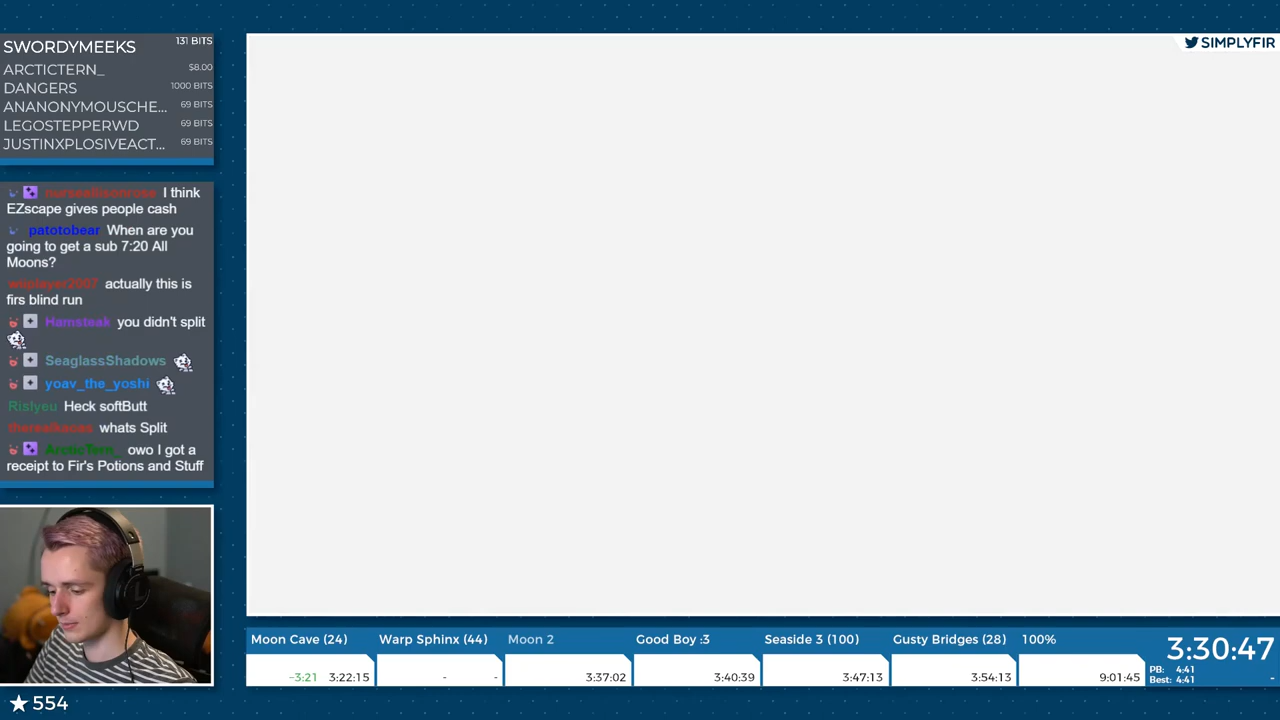 SWORDYMEEKS 131 BITS
ARCTICTERN_ $8.00
DANGERS 1000 BITS
ANANONYMOUSCHE... 69 BITS
LEGOSTEPPERWD 69 BITS
JUSTINXPLOSIVEACT... 69 BITS
nurseallisonrose I think
EZscape gives people cash
patotobear When are you
going to get a sub 7:20 All
Moons?
wiiplayer2007 actually this is
firs blind run
Hamsteak you didn't split
SeaglassShadows
yoav_the_yoshi
Rislyeu Heck softButt
whats Split
ArcticTern_ owo I got a
receipt to Fir's Potions and Stuff
★ 554
SIMPLYFIR
Moon Cave (24) Warp Sphinx (44) Moon 2 Good Boy :3 Seaside 3 (100) Gusty Bridges (28) 100%
−3:21 3:22:15 - - 3:37:02 3:40:39 3:47:13 3:54:13 9:01:45
3:30:47
PB: 4:41
Best: 4:41 -